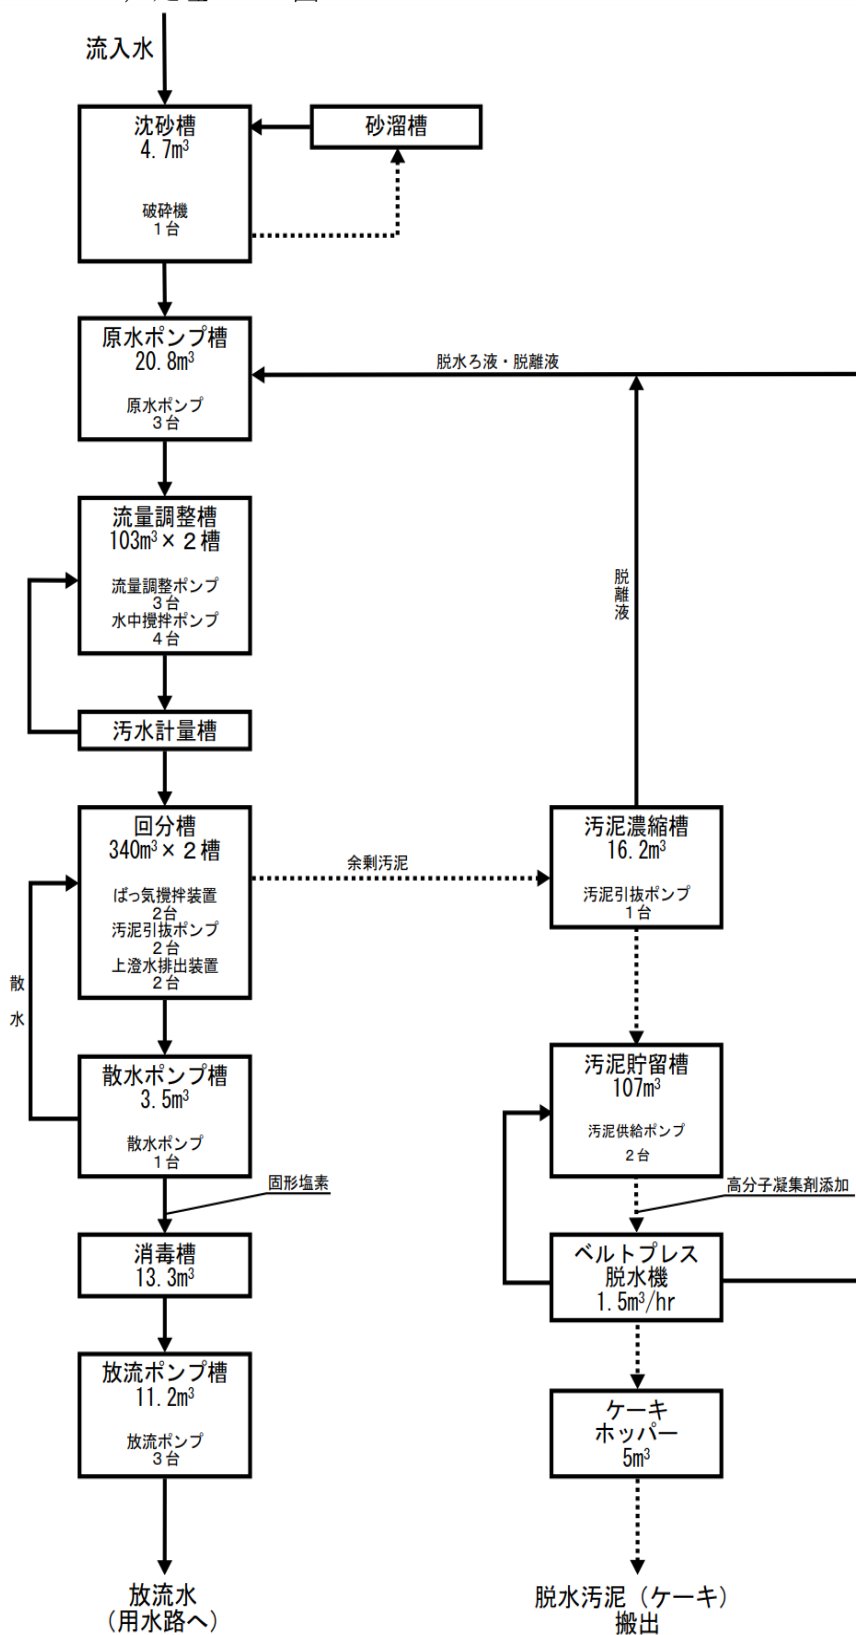 流入水
沈砂槽
4.7m³
破砕機
1台
砂溜槽
原水ポンプ槽
20.8m³
原水ポンプ
3台
脱水ろ液・脱離液
流量調整槽
103m³×2槽
流量調整ポンプ
3台
水中攪拌ポンプ
4台
脱離液
汚水計量槽
回分槽
340m³×2槽
ばっ気攪拌装置
2台
汚泥引抜ポンプ
2台
上澄水排出装置
2台
余剰汚泥
汚泥濃縮槽
16.2m³
汚泥引抜ポンプ
1台
散水
散水ポンプ槽
3.5m³
散水ポンプ
1台
汚泥貯留槽
107m³
汚泥供給ポンプ
2台
固形塩素
高分子凝集剤添加
消毒槽
13.3m³
ベルトプレス
脱水機
1.5m³/hr
放流ポンプ槽
11.2m³
放流ポンプ
3台
ケーキ
ホッパー
5m³
放流水
(用水路へ)
脱水汚泥(ケーキ)
搬出